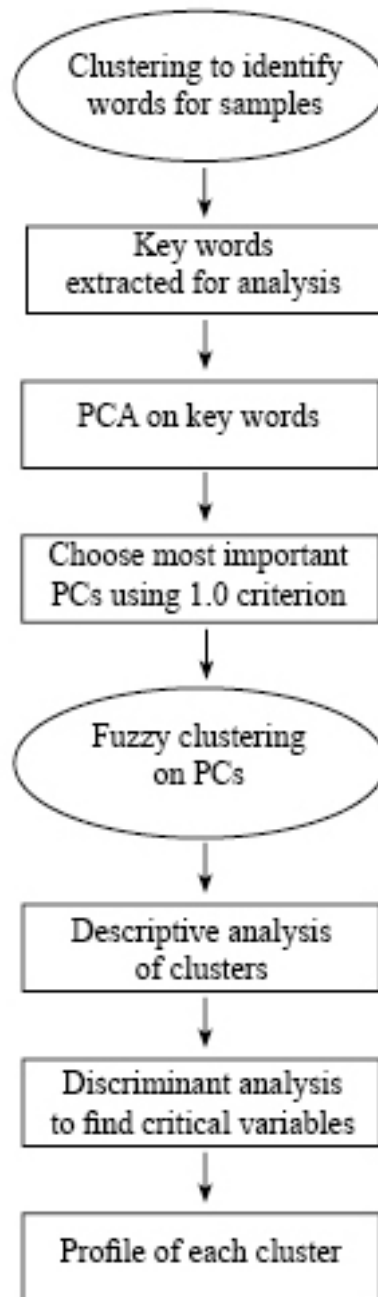 Clustering to identify
words for samples
Key words
extracted for analysis
PCA on key words
Choose most important
PCs using 1.0 criterion
Fuzzy clustering
on PCs
Descriptive analysis
of clusters
Discriminant analysis
to find critical variables
Profile of each cluster